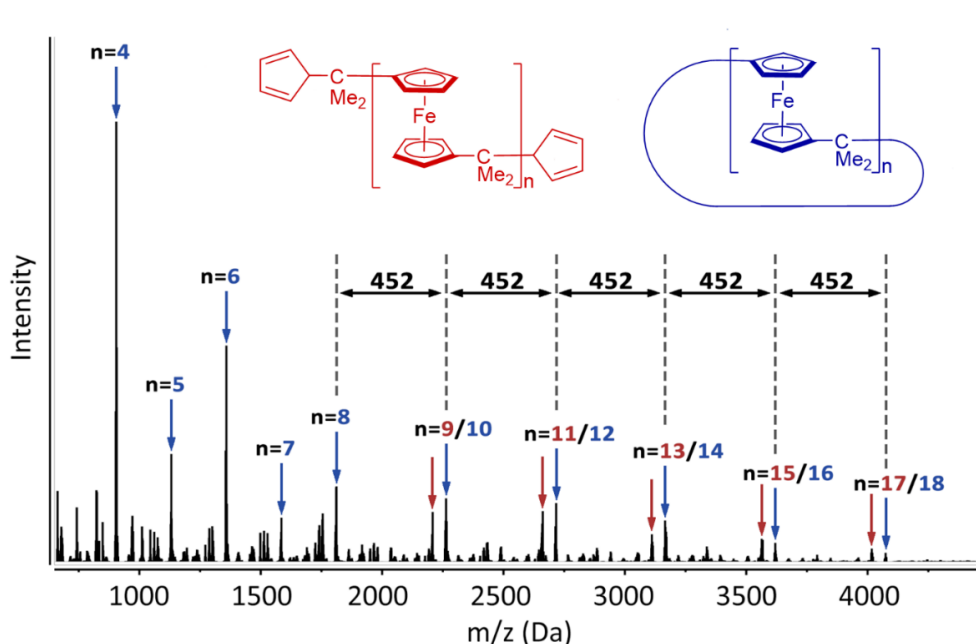 n=4
C
Me2
Fe
C
Me2
n
Fe
C
Me2
n
n=6
452
452
452
452
452
n=5
n=7
n=8
n=9/10
n=11/12
n=13/14
n=15/16
n=17/18
Intensity
1000
1500
2000
2500
3000
3500
4000
m/z (Da)